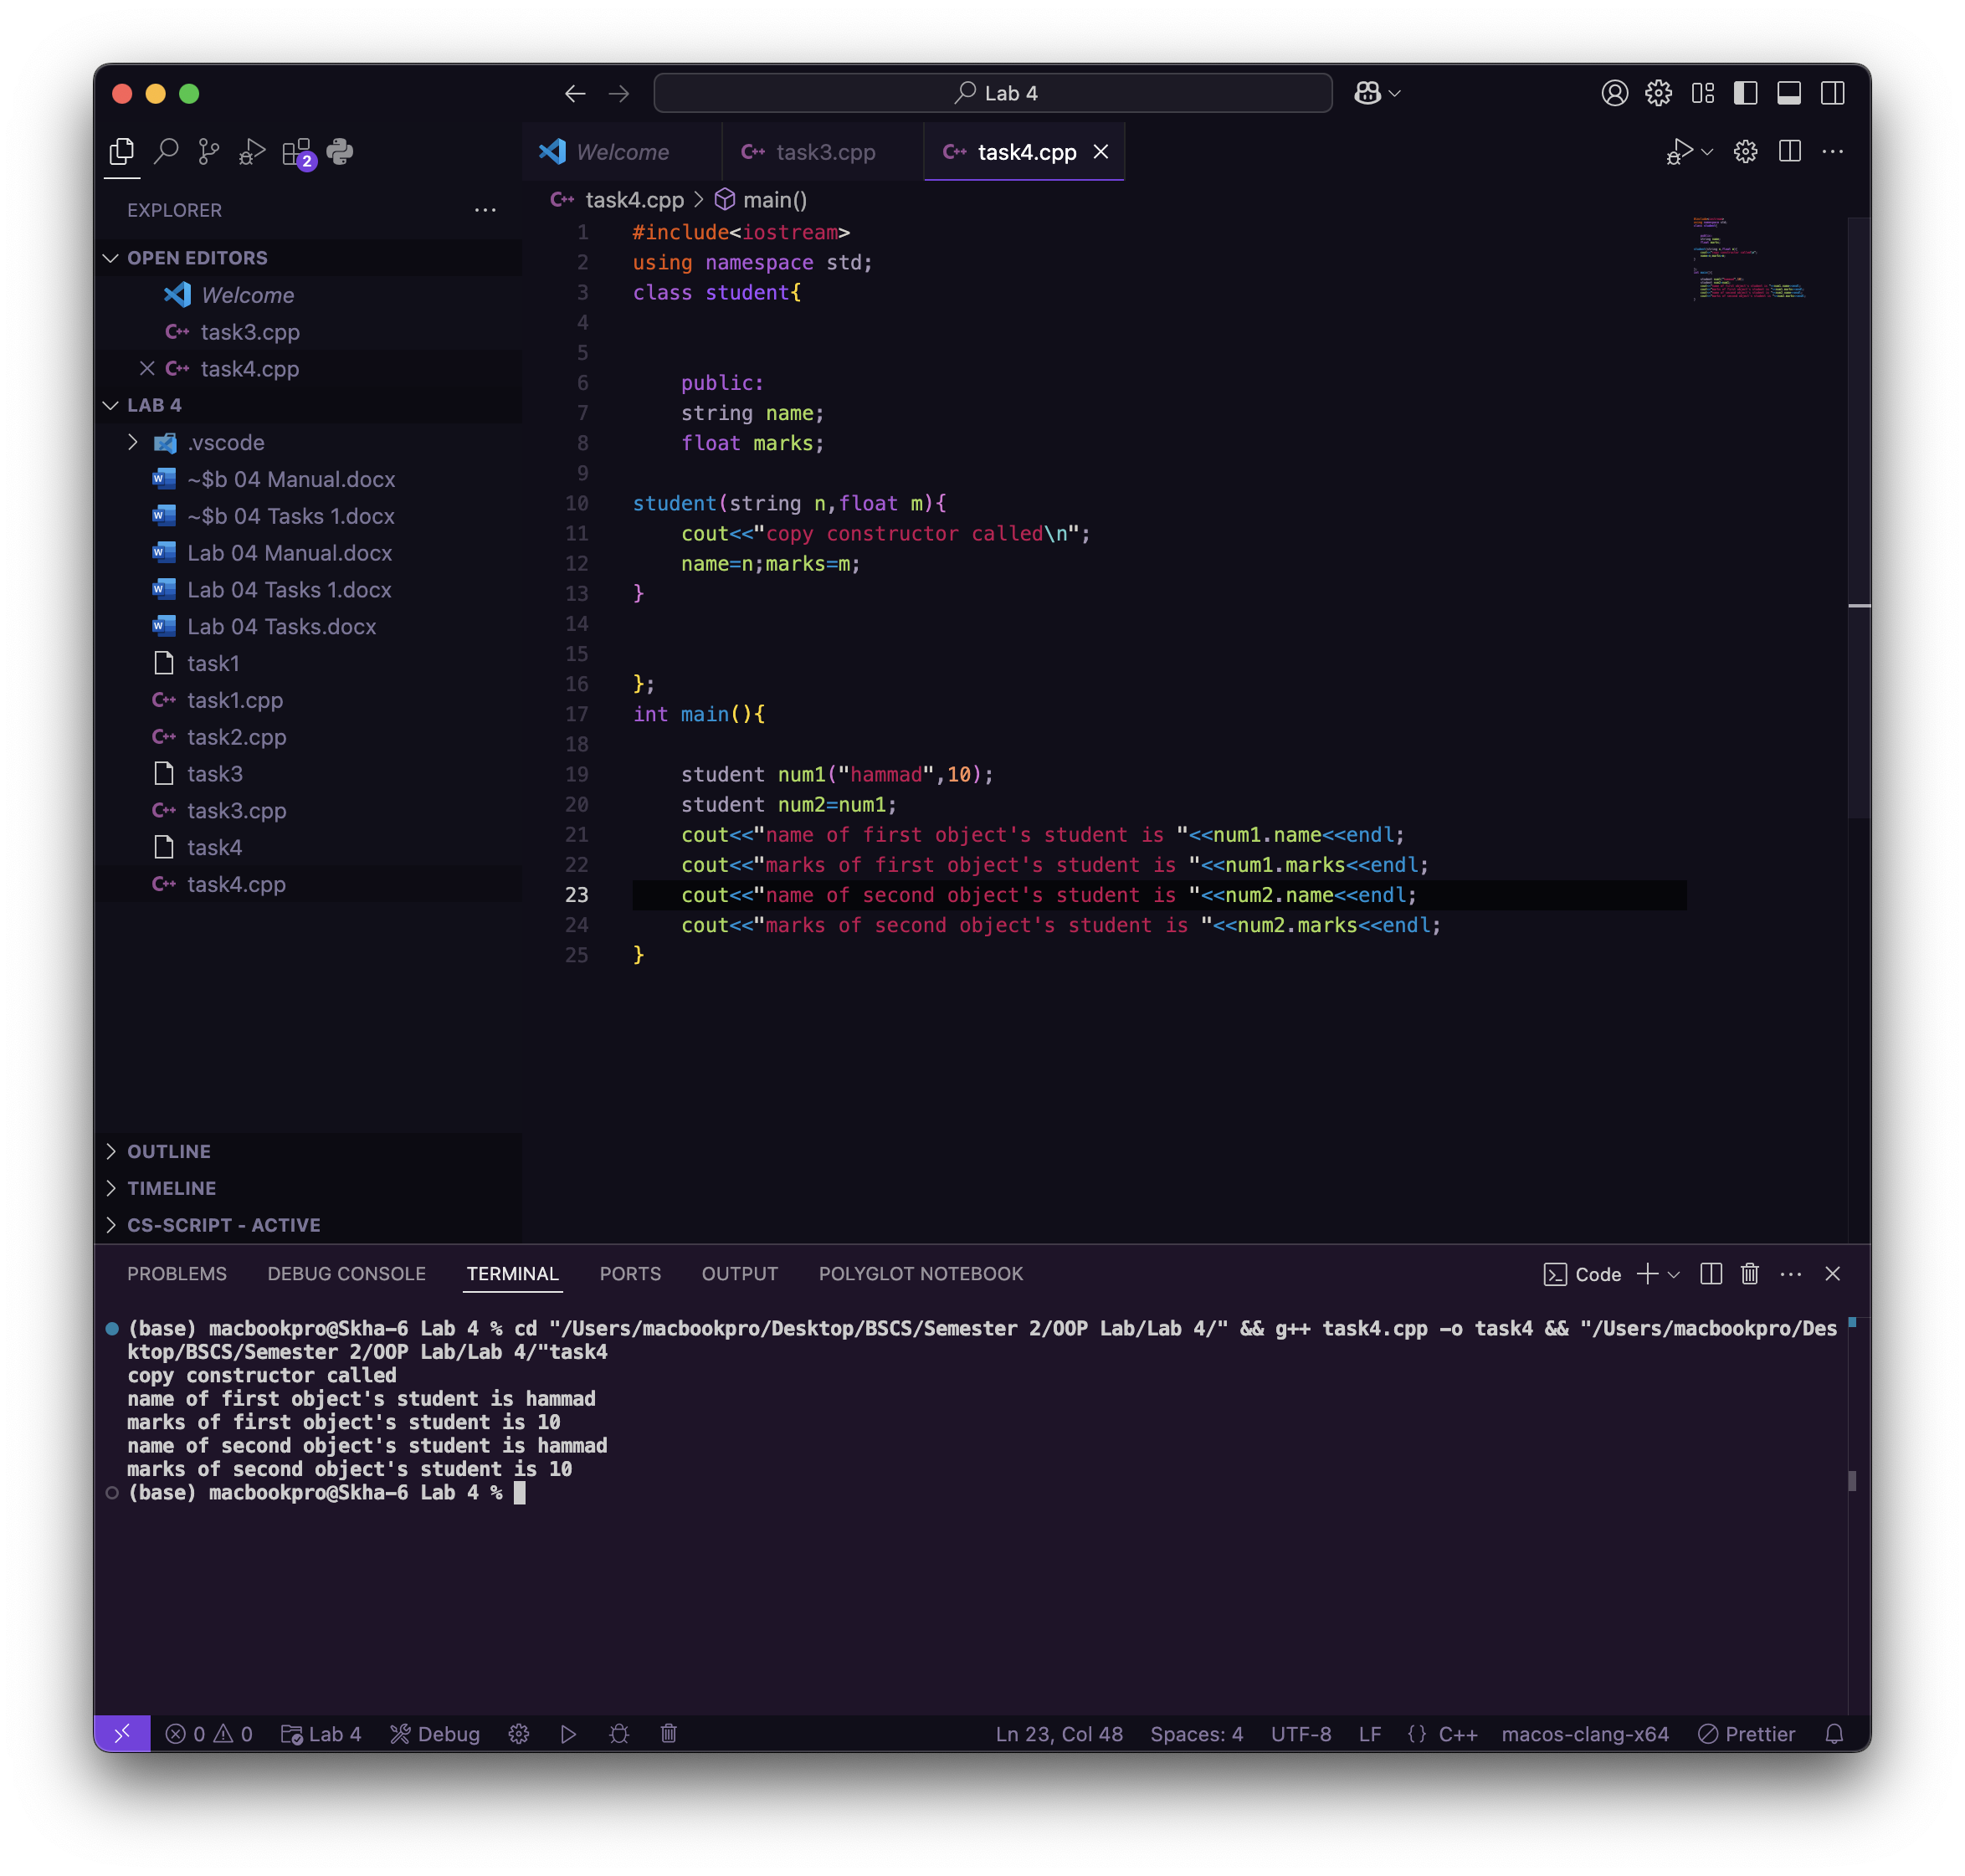 Lab 4
2
Welcome
C++ task3.cpp
C++ task4.cpp
EXPLORER
C++ task4.cpp > main()
OPEN EDITORS
Welcome
C++ task3.cpp
C++ task4.cpp
LAB 4
.vscode
~$b 04 Manual.docx
~$b 04 Tasks 1.docx
Lab 04 Manual.docx
Lab 04 Tasks 1.docx
Lab 04 Tasks.docx
task1
C++ task1.cpp
C++ task2.cpp
task3
C++ task3.cpp
task4
C++ task4.cpp
OUTLINE
TIMELINE
CS-SCRIPT - ACTIVE
1 #include<iostream>
2 using namespace std;
3 class student{
4
5
6 public:
7 string name;
8 float marks;
9
10 student(string n,float m){
11 cout<<"copy constructor called\n";
12 name=n;marks=m;
13 }
14
15
16 };
17 int main(){
18
19 student num1("hammad",10);
20 student num2=num1;
21 cout<<"name of first object's student is "<<num1.name<<endl;
22 cout<<"marks of first object's student is "<<num1.marks<<endl;
23 cout<<"name of second object's student is "<<num2.name<<endl;
24 cout<<"marks of second object's student is "<<num2.marks<<endl;
25 }
PROBLEMS DEBUG CONSOLE TERMINAL PORTS OUTPUT POLYGLOT NOTEBOOK
Code
(base) macbookpro@Skha-6 Lab 4 % cd "/Users/macbookpro/Desktop/BSCS/Semester 2/OOP Lab/Lab 4/" && g++ task4.cpp -o task4 && "/Users/macbookpro/Des
ktop/BSCS/Semester 2/OOP Lab/Lab 4/"task4
copy constructor called
name of first object's student is hammad
marks of first object's student is 10
name of second object's student is hammad
marks of second object's student is 10
(base) macbookpro@Skha-6 Lab 4 %
0 0 Lab 4 Debug Ln 23, Col 48 Spaces: 4 UTF-8 LF {} C++ macos-clang-x64 Prettier